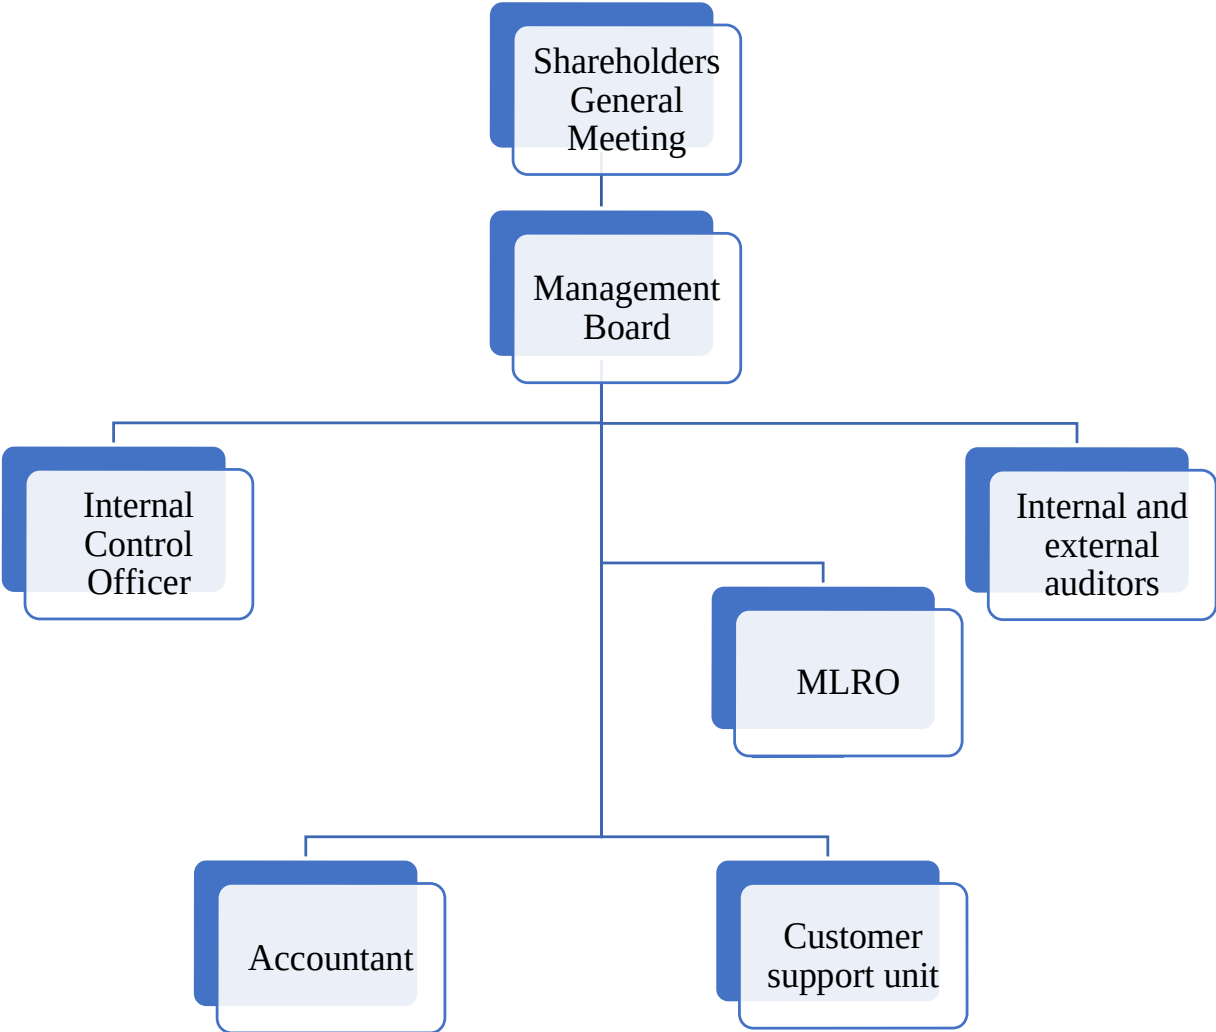 Shareholders
General
Meeting
Management
Board
Internal
Control
Officer
Internal and
external
auditors
MLRO
Accountant
Customer
support unit